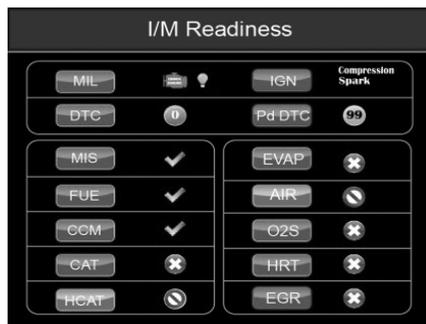 I/M Readiness
MIL
IGN
Compression
Spark
DTC
0
Pd DTC
99
MIS
EVAP
FUE
AIR
CCM
O2S
CAT
HRT
HCAT
EGR